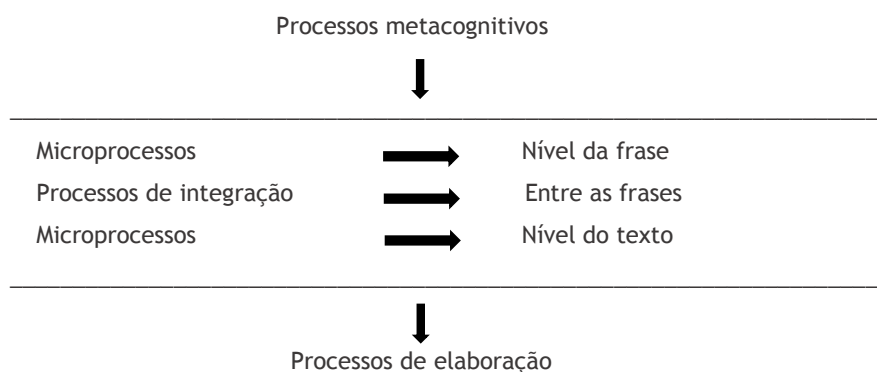 Processos metacognitivos
Microprocessos Nível da frase
Processos de integração Entre as frases
Microprocessos Nível do texto
Processos de elaboração